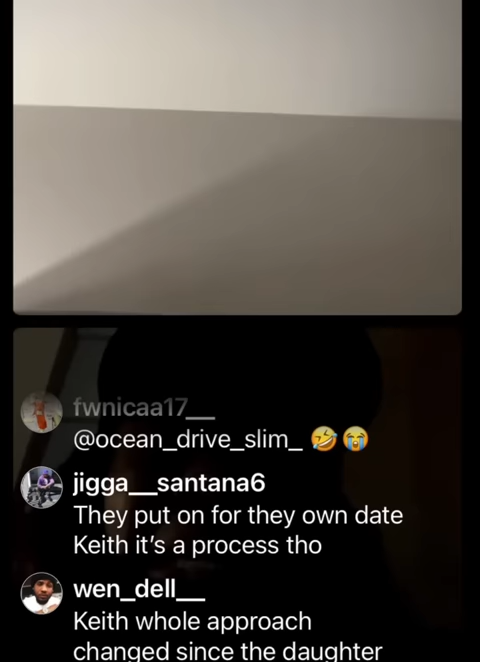 fwnicaa17__
@ocean_drive_slim_ 🤣😭
jigga__santana6
They put on for they own date
Keith it’s a process tho
wen_dell__
Keith whole approach
changed since the daughter